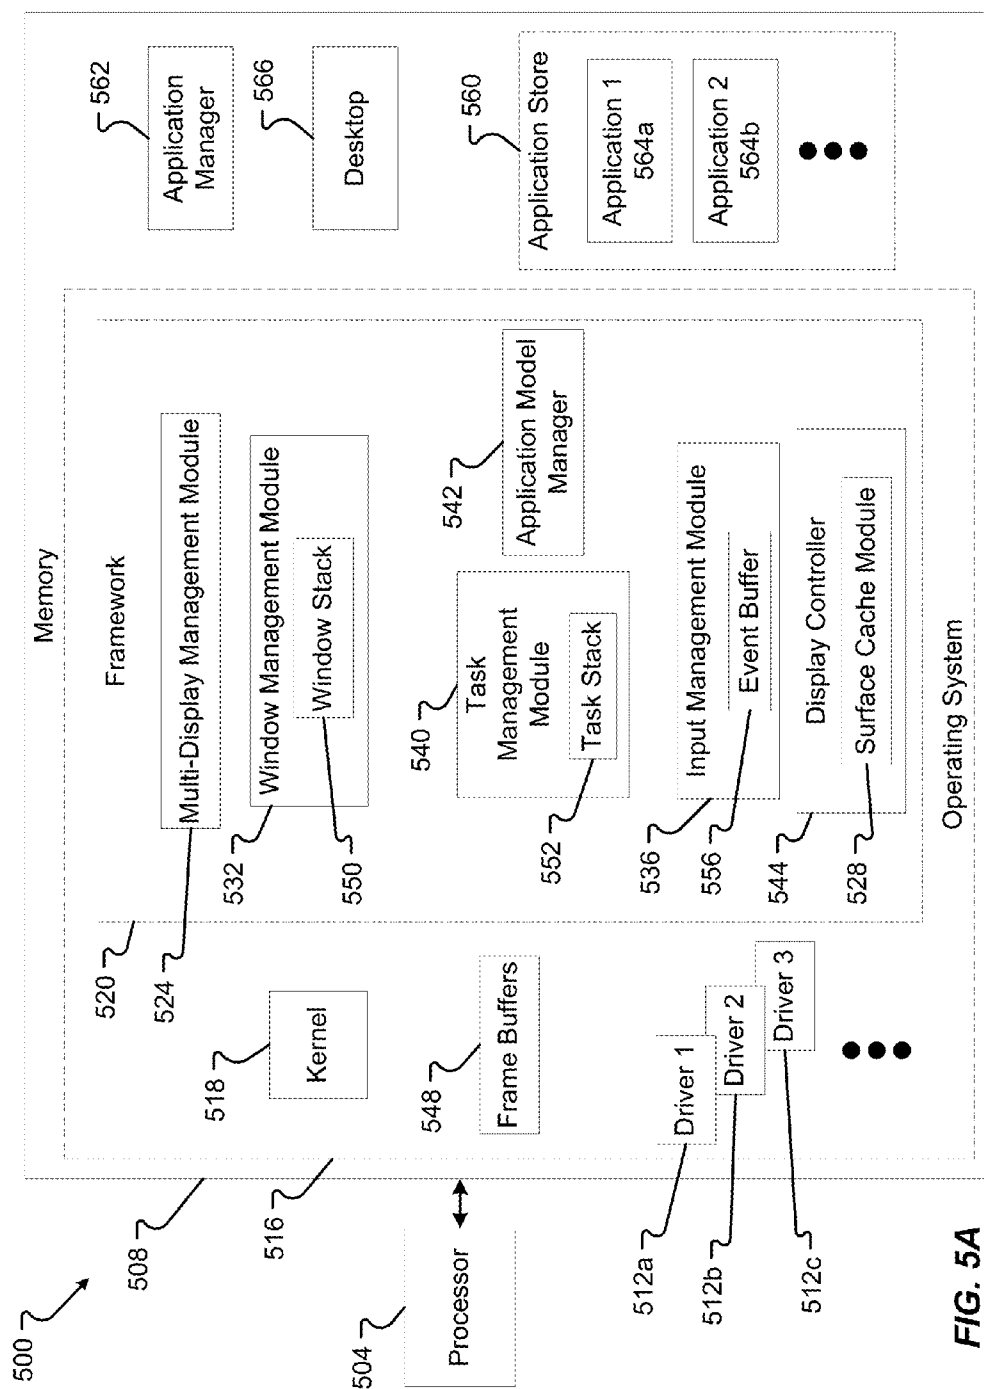 500
508
Memory
516
520
Framework
562
Application
Manager
524
Multi-Display Management Module
566
Desktop
518
Kernel
532
Window Management Module
550
Window Stack
504
Processor
548
Frame Buffers
540
Task
Management
Module
552
Task Stack
542
Application Model
Manager
560
Application Store
Application 1
564a
Application 2
564b
512a
Driver 1
512b
Driver 2
512c
Driver 3
536
Input Management Module
556
Event Buffer
544
Display Controller
528
Surface Cache Module
Operating System
FIG. 5A